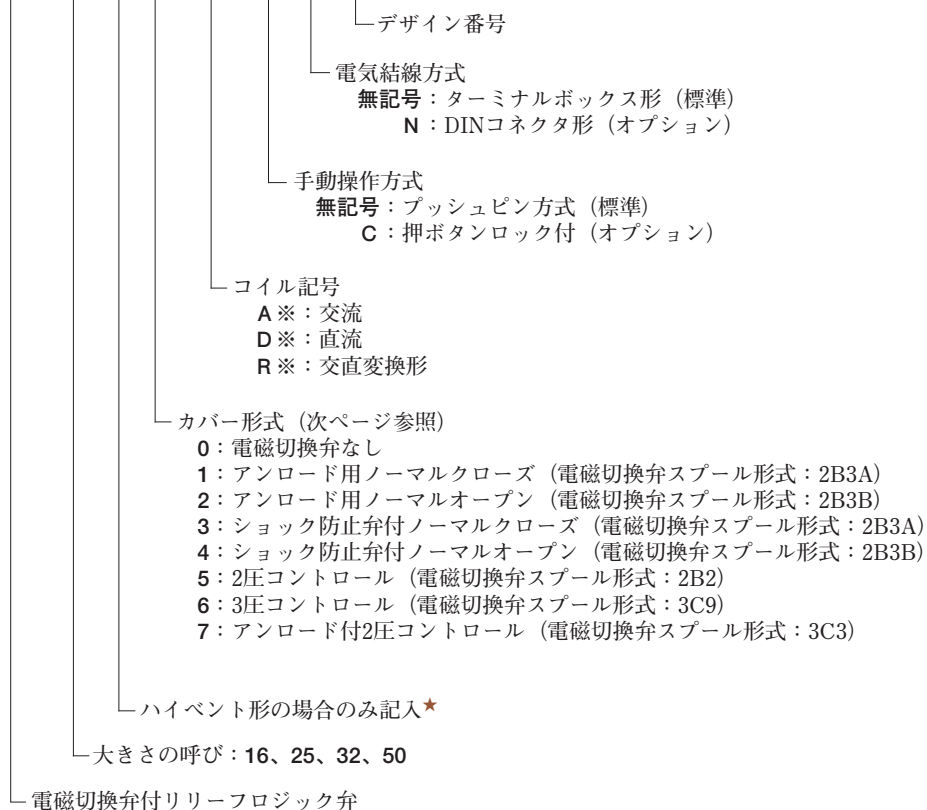 デザイン番号
電気結線方式
無記号：ターミナルボックス形（標準）
N：DINコネクタ形（オプション）
手動操作方式
無記号：プッシュピン方式（標準）
C：押ボタンロック付（オプション）
コイル記号
A※：交流
D※：直流
R※：交直変換形
カバー形式（次ページ参照）
0：電磁切換弁なし
1：アンロード用ノーマルクローズ（電磁切換弁スプール形式：2B3A）
2：アンロード用ノーマルオープン（電磁切換弁スプール形式：2B3B）
3：ショック防止弁付ノーマルクローズ（電磁切換弁スプール形式：2B3A）
4：ショック防止弁付ノーマルオープン（電磁切換弁スプール形式：2B3B）
5：2圧コントロール（電磁切換弁スプール形式：2B2）
6：3圧コントロール（電磁切換弁スプール形式：3C9）
7：アンロード付2圧コントロール（電磁切換弁スプール形式：3C3）
ハイベント形の場合のみ記入★
大きさの呼び：16、25、32、50
電磁切換弁付リリーフロジック弁